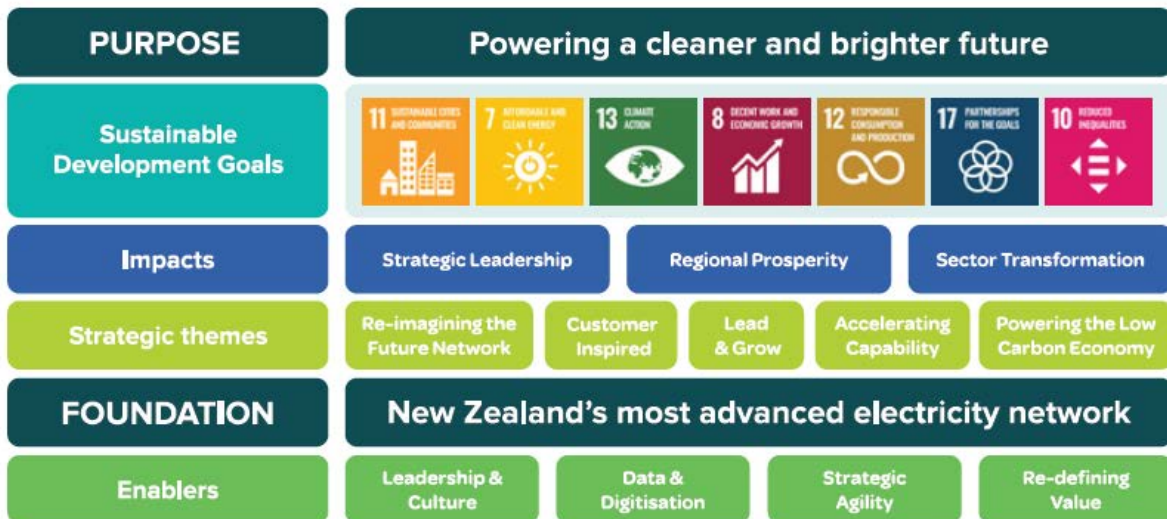 PURPOSE
Powering a cleaner and brighter future
Sustainable
Development Goals
11 SUSTAINABLE CITIES
AND COMMUNITIES
7 AFFORDABLE AND
CLEAN ENERGY
13 CLIMATE
ACTION
8 DECENT WORK AND
ECONOMIC GROWTH
12 RESPONSIBLE
CONSUMPTION
AND PRODUCTION
17 PARTNERSHIPS
FOR THE GOALS
10 REDUCED
INEQUALITIES
Impacts
Strategic Leadership
Regional Prosperity
Sector Transformation
Strategic themes
Re-imagining the
Future Network
Customer
Inspired
Lead
& Grow
Accelerating
Capability
Powering the Low
Carbon Economy
FOUNDATION
New Zealand's most advanced electricity network
Enablers
Leadership &
Culture
Data &
Digitisation
Strategic
Agility
Re-defining
Value